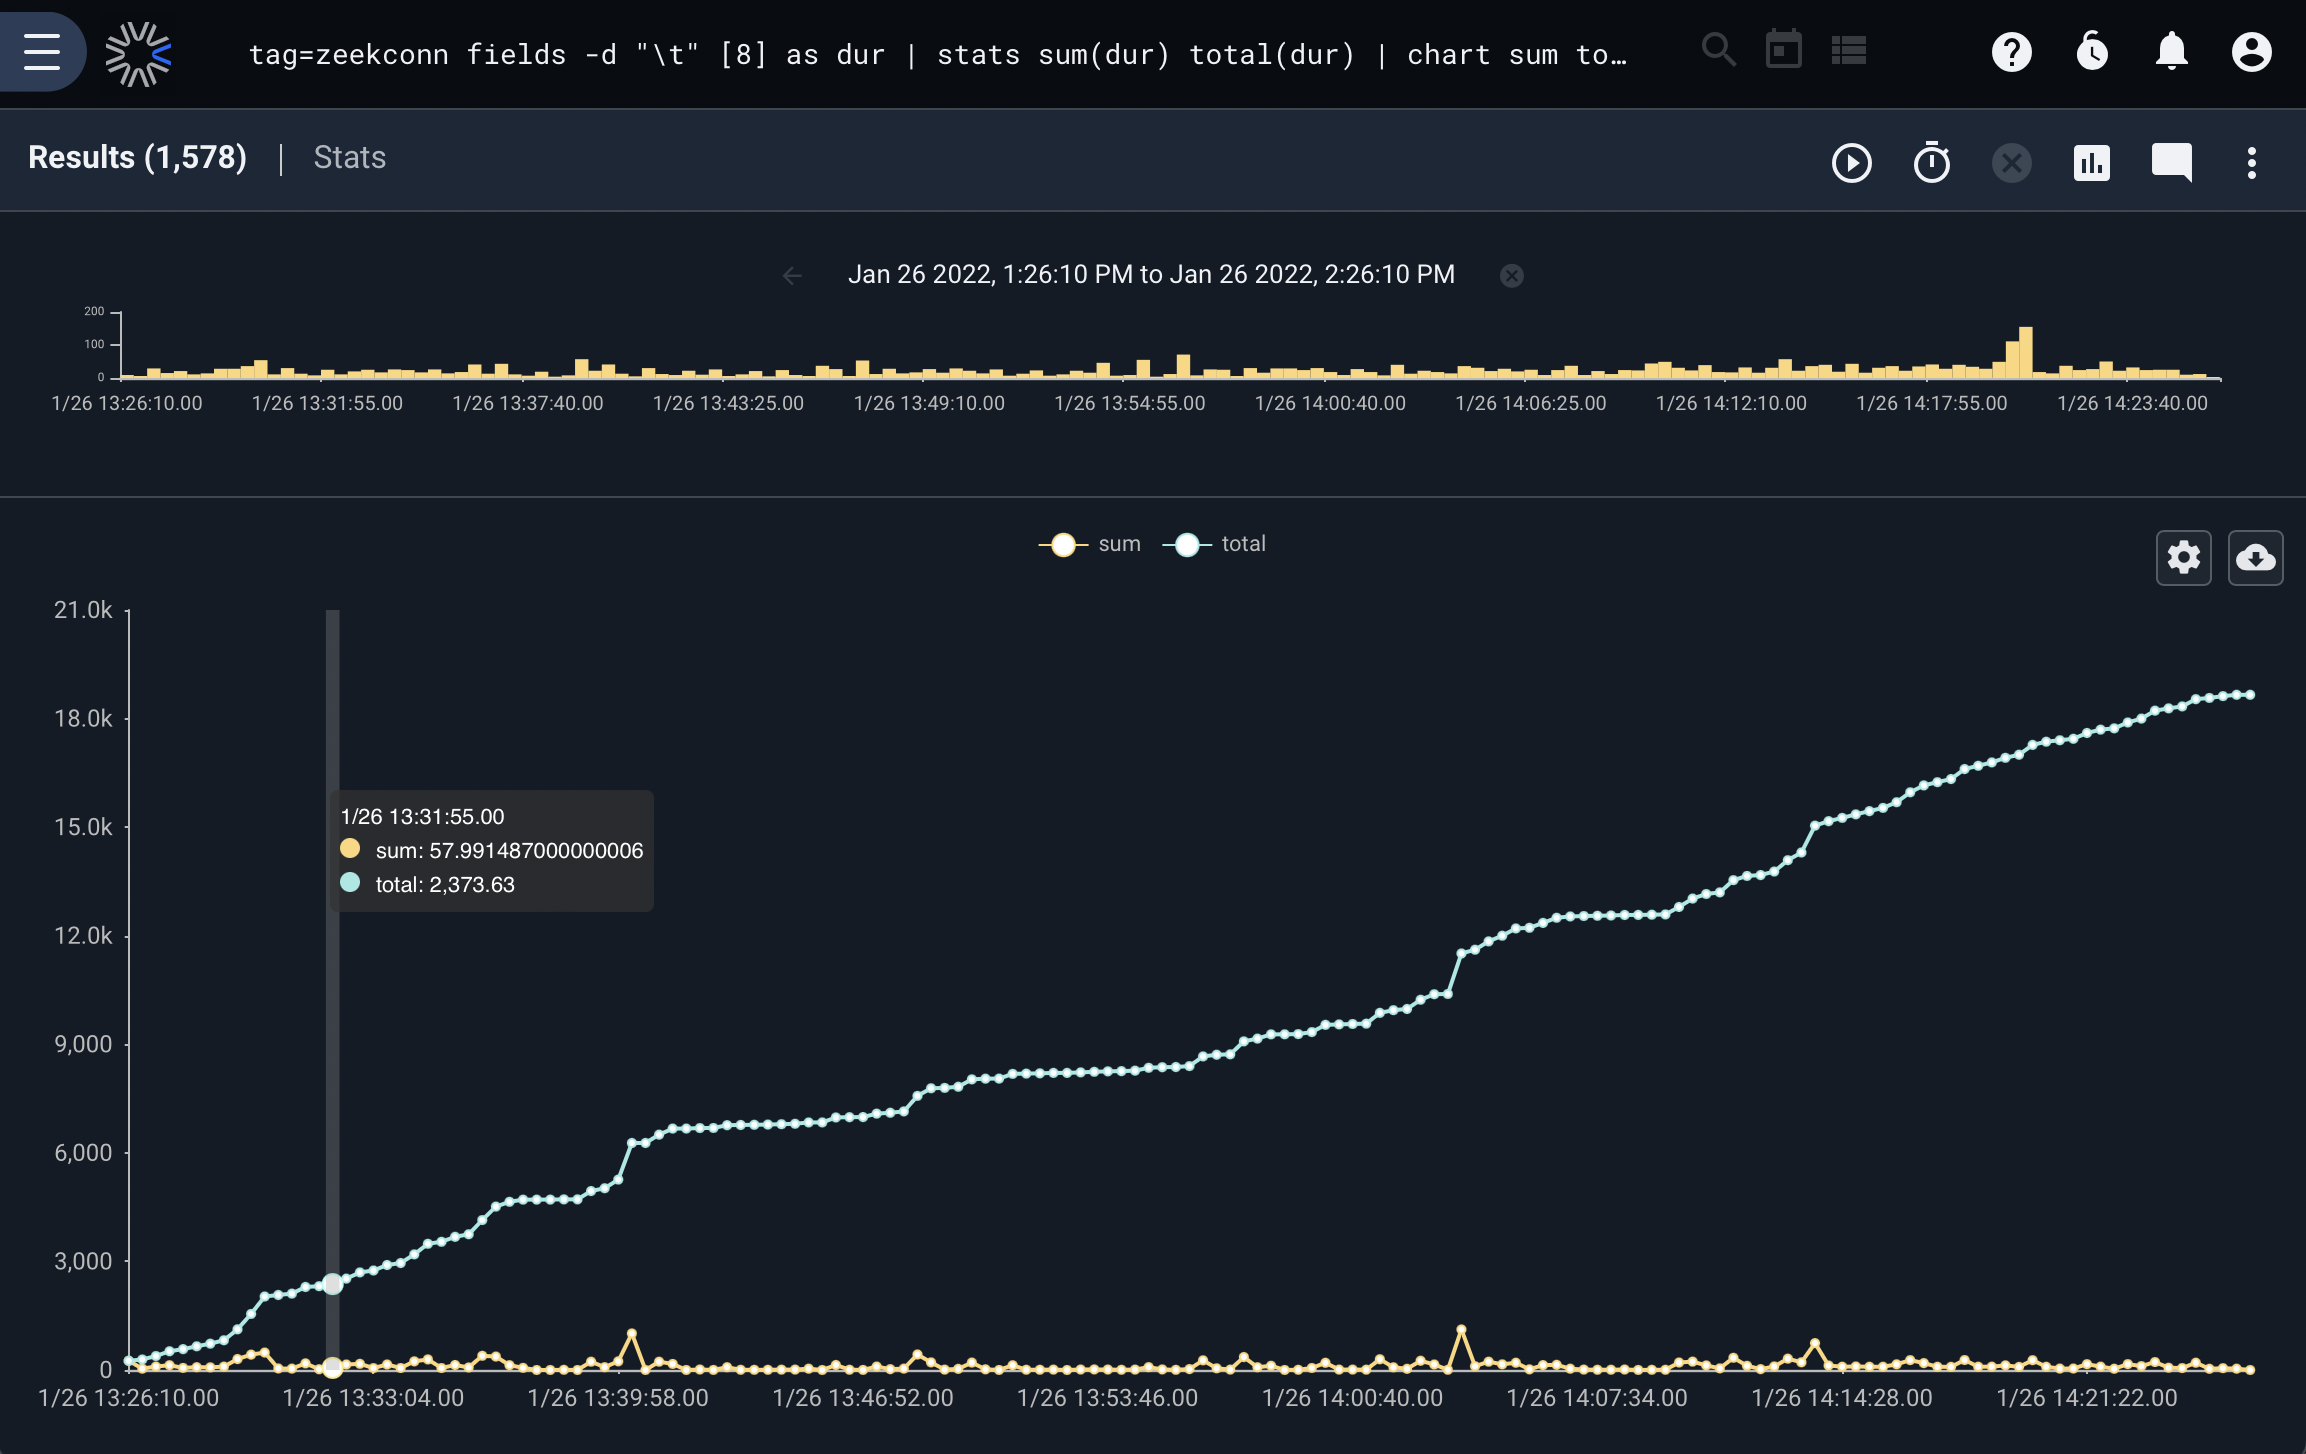 tag=zeekconn fields -d "\t" [8] as dur | stats sum(dur) total(dur) | chart sum to…
Results (1,578) | Stats
Jan 26 2022, 1:26:10 PM to Jan 26 2022, 2:26:10 PM
200
100
0
1/26 13:26:10.00 1/26 13:31:55.00 1/26 13:37:40.00 1/26 13:43:25.00 1/26 13:49:10.00 1/26 13:54:55.00 1/26 14:00:40.00 1/26 14:06:25.00 1/26 14:12:10.00 1/26 14:17:55.00 1/26 14:23:40.00
sum total
21.0k
18.0k
15.0k
12.0k
9,000
6,000
3,000
0
1/26 13:31:55.00
sum: 57.991487000000006
total: 2,373.63
1/26 13:26:10.00 1/26 13:33:04.00 1/26 13:39:58.00 1/26 13:46:52.00 1/26 13:53:46.00 1/26 14:00:40.00 1/26 14:07:34.00 1/26 14:14:28.00 1/26 14:21:22.00